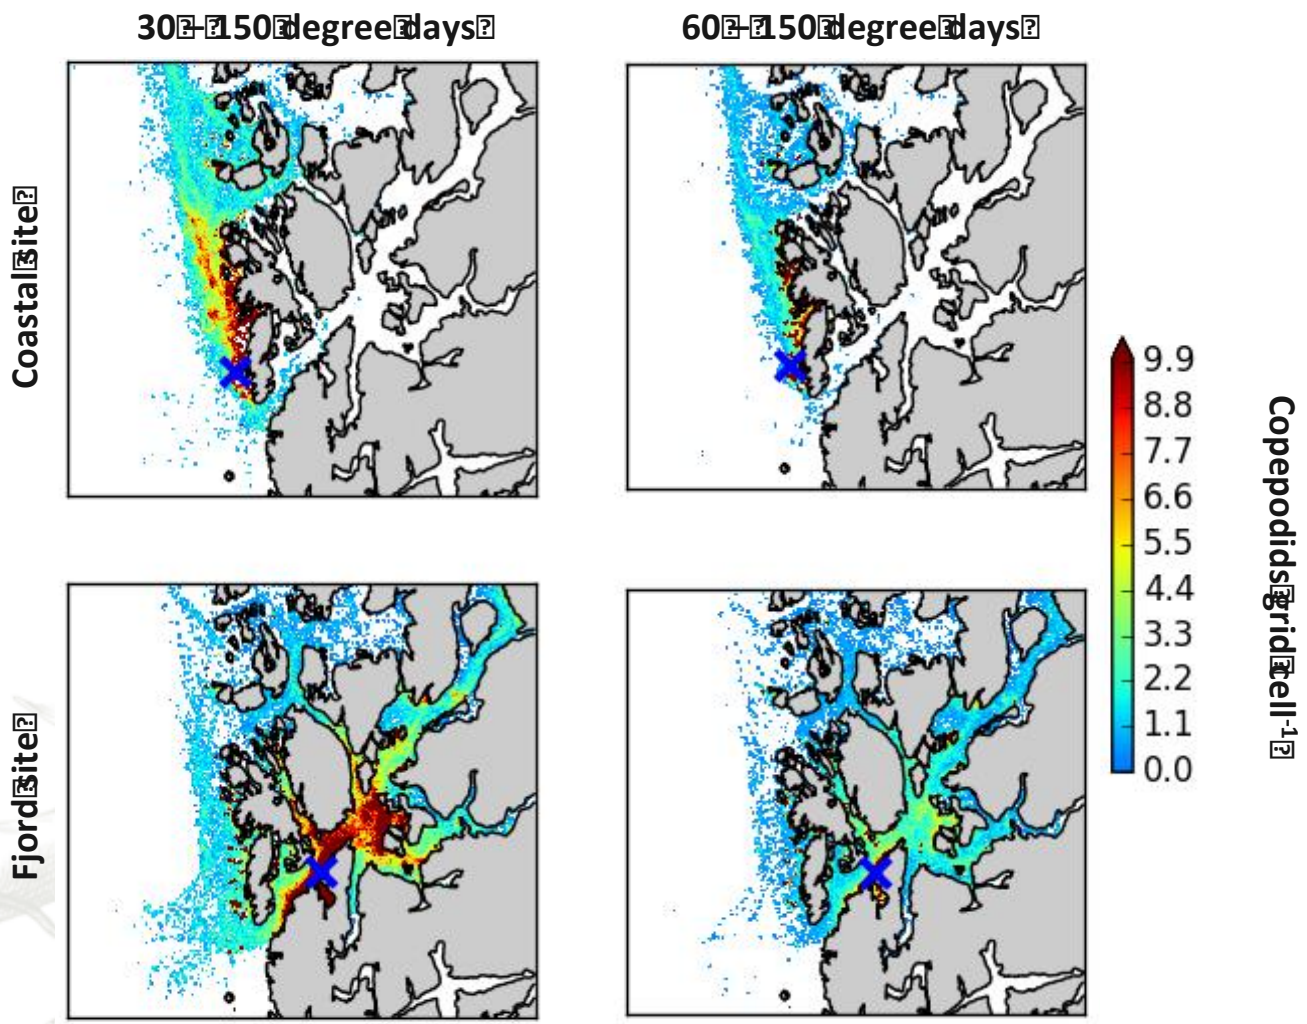 30 – 150 degree days
60 – 150 degree days
Coastal site
Fjord site
9.9
8.8
7.7
6.6
5.5
4.4
3.3
2.2
1.1
0.0
Copepodids grid cell-1